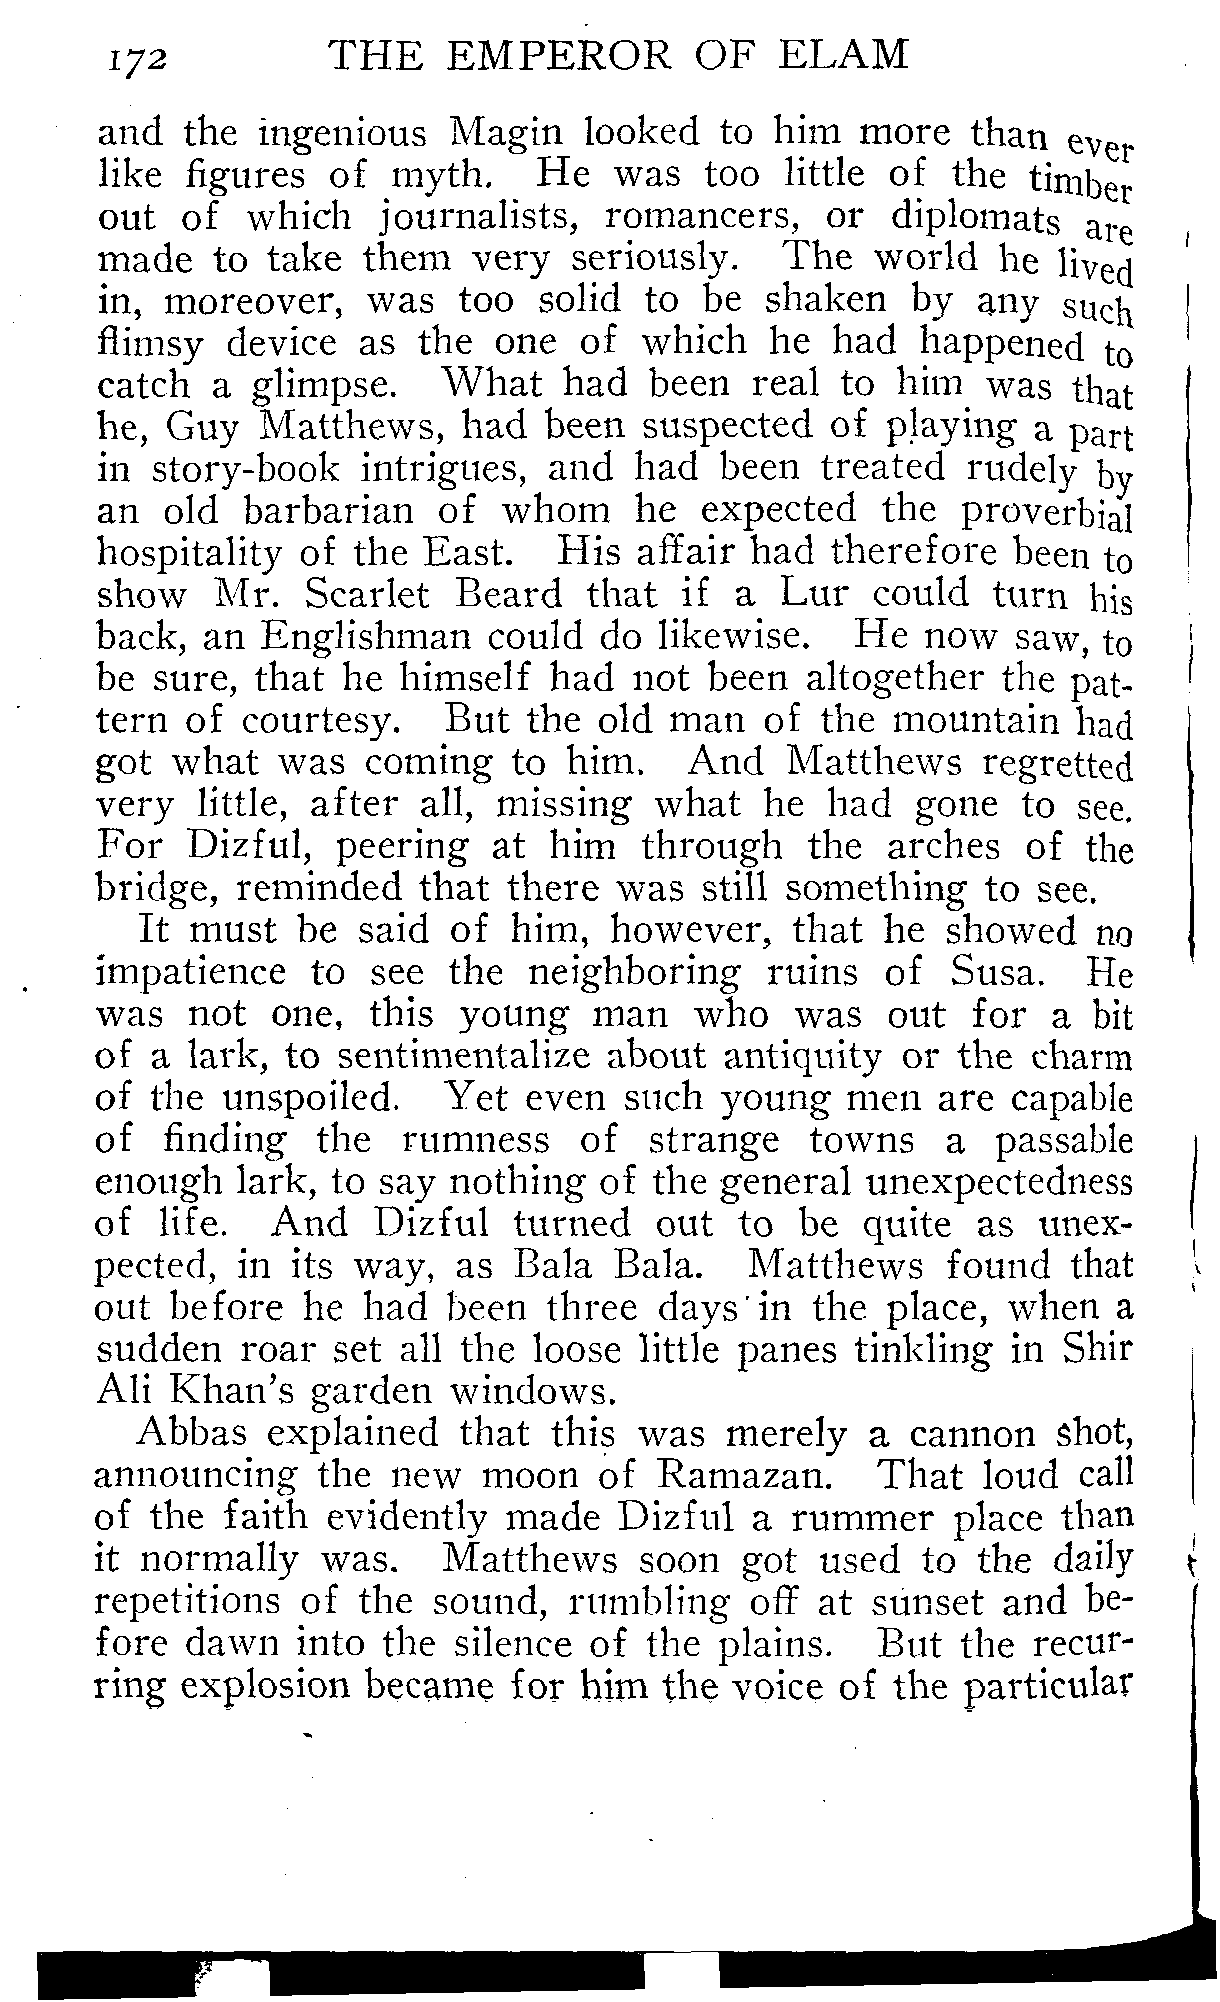 172 THE EMPEROR OF ELAM
and the ingenious Magin looked to him more than ever
like figures of myth. He was too little of the timber
out of which journalists, romancers, or diplomats are
made to take them very seriously. The world he lived
in, moreover, was too solid to be shaken by any such
flimsy device as the one of which he had happened to
catch a glimpse. What had been real to him was that
he, Guy Matthews, had been suspected of playing a part
in story-book intrigues, and had been treated rudely by
an old barbarian of whom he expected the proverbial
hospitality of the East. His affair had therefore been to
show Mr. Scarlet Beard that if a Lur could turn his
back, an Englishman could do likewise. He now saw, to
be sure, that he himself had not been altogether the pat-
tern of courtesy. But the old man of the mountain had
got what was coming to him. And Matthews regretted
very little, after all, missing what he had gone to see.
For Dizful, peering at him through the arches of the
bridge, reminded that there was still something to see.
It must be said of him, however, that he showed no
impatience to see the neighboring ruins of Susa. He
was not one, this young man who was out for a bit
of a lark, to sentimentalize about antiquity or the charm
of the unspoiled. Yet even such young men are capable
of finding the rumness of strange towns a passable
enough lark, to say nothing of the general unexpectedness
of life. And Dizful turned out to be quite as unex-
pected, in its way, as Bala Bala. Matthews found that
out before he had been three days in the place, when a
sudden roar set all the loose little panes tinkling in Shir
Ali Khan's garden windows.
Abbas explained that this was merely a cannon shot,
announcing the new moon of Ramazan. That loud call
of the faith evidently made Dizful a rummer place than
it normally was. Matthews soon got used to the daily
repetitions of the sound, rumbling off at sunset and be-
fore dawn into the silence of the plains. But the recur-
ring explosion became for him the voice of the particular